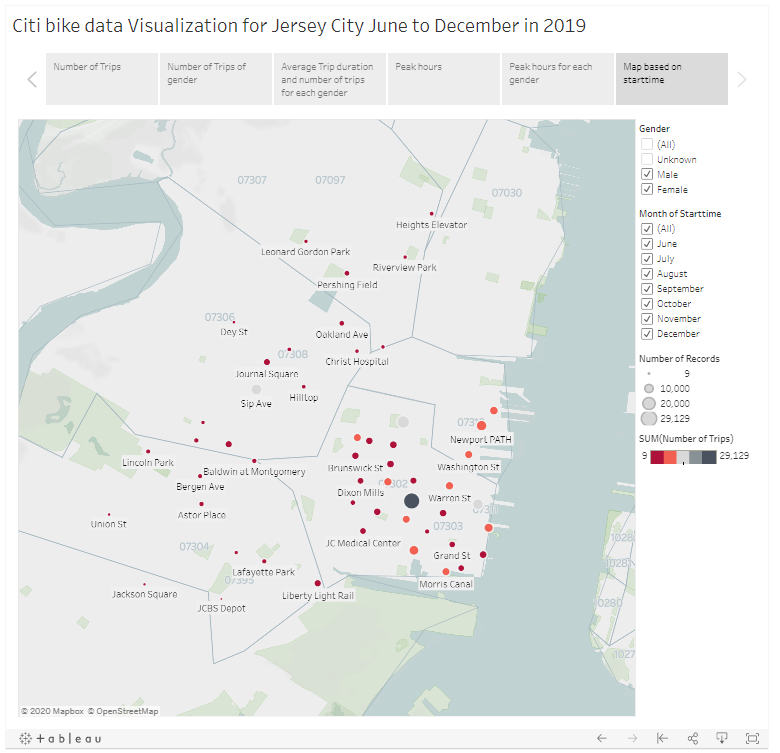 Citi bike data Visualization for Jersey City June to December in 2019
Number of Trips
Number of Trips of
gender
Average Trip duration
and number of trips
for each gender
Peak hours
Peak hours for each
gender
Map based on
starttime
07307
07097
07030
Heights Elevator
Leonard Gordon Park
Riverview Park
Pershing Field
07306
Dey St
Oakland Ave
07308
Christ Hospital
Journal Square
Sip Ave
Hilltop
Newport PATH
Lincoln Park
Baldwin at Montgomery
Brunswick St
Washington St
Bergen Ave
Dixon Mills
Warren St
Astor Place
Union St
07303
JC Medical Center
07304
Grand St
Lafayette Park
07395
Morris Canal
Jackson Square
Liberty Light Rail
JCBS Depot
© 2020 Mapbox © OpenStreetMap
Gender
(All)
Unknown
Male
Female
Month of Starttime
(All)
June
July
August
September
October
November
December
Number of Records
9
10,000
20,000
29,129
SUM(Number of Trips)
9
29,129
+ a b l e a u